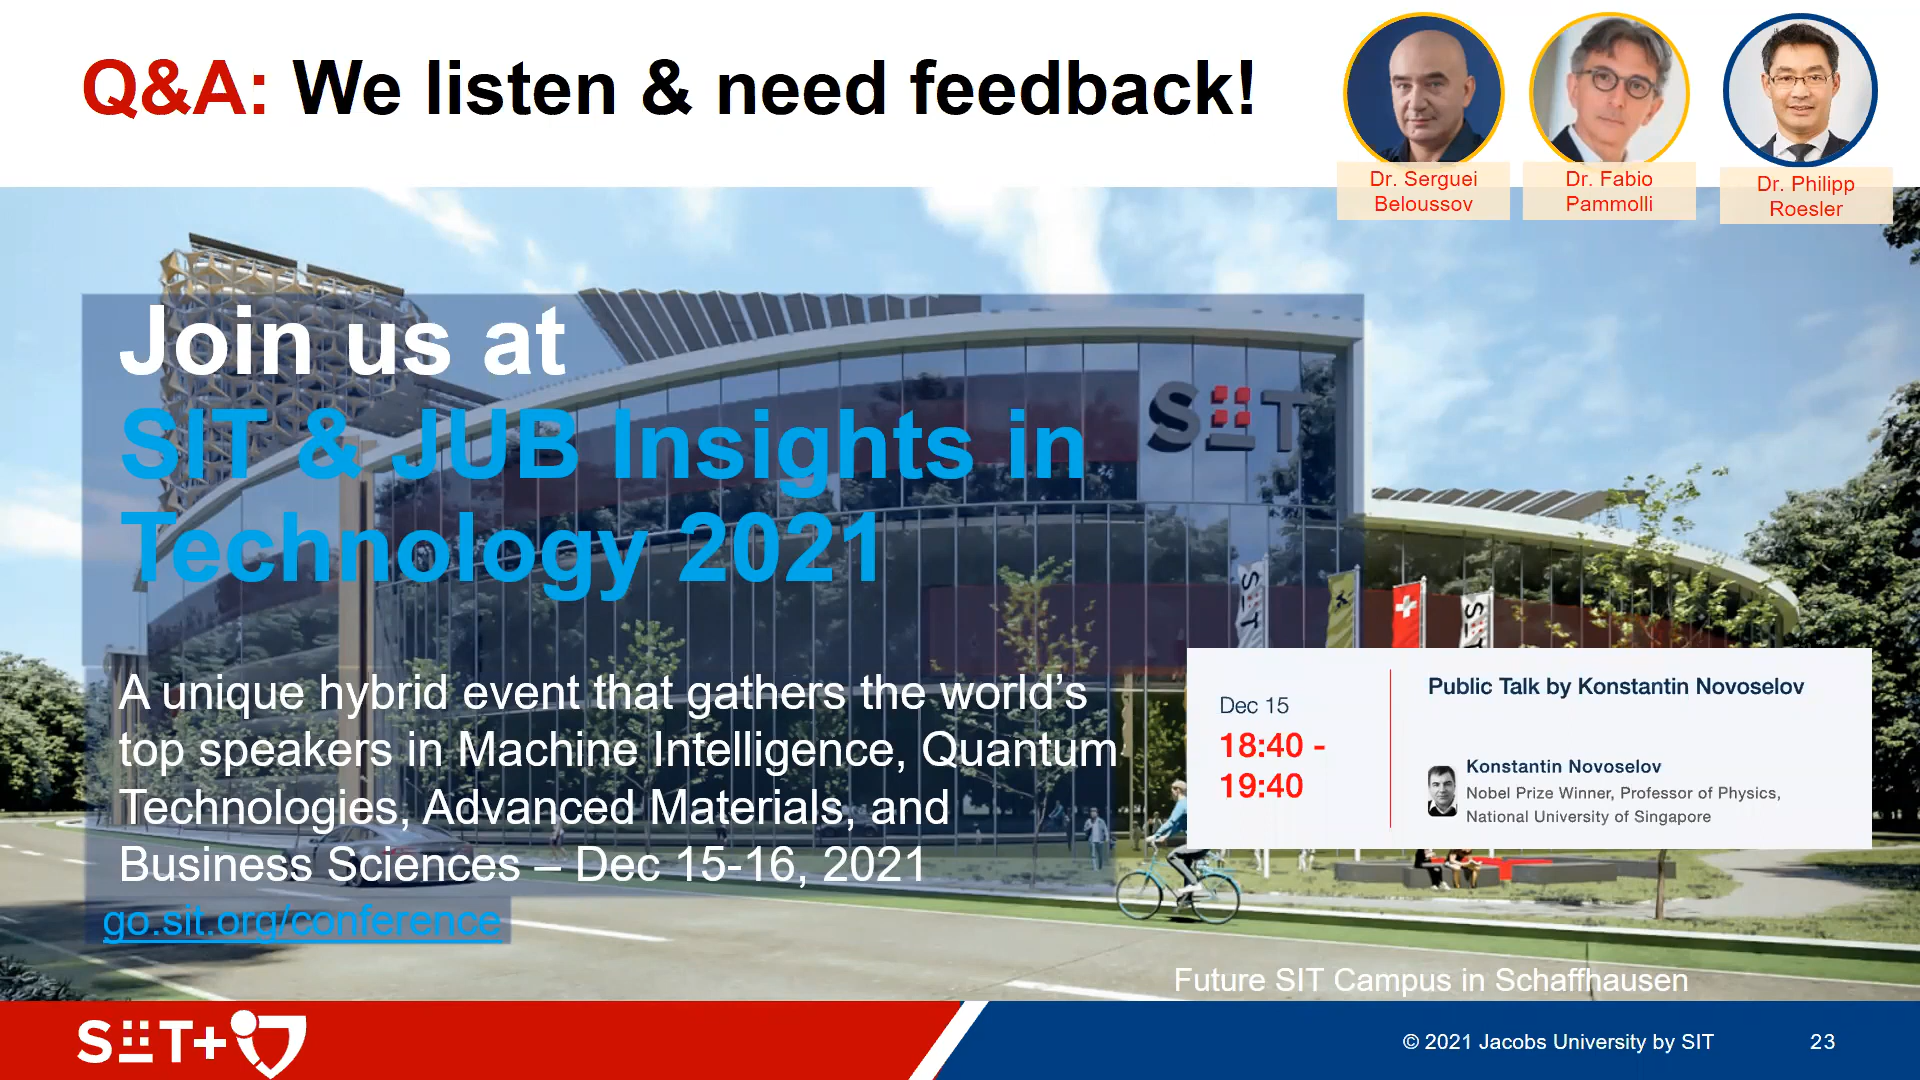 Q&A: We listen & need feedback!
Dr. Serguei
Beloussov
Dr. Fabio
Pammolli
Dr. Philipp
Roesler
Join us at
SIT & JUB Insights in
Technology 2021
SIT
SIT
SIT
A unique hybrid event that gathers the world’s
top speakers in Machine Intelligence, Quantum
Technologies, Advanced Materials, and
Business Sciences – Dec 15-16, 2021
go.sit.org/conference
Dec 15
18:40 -
19:40
Public Talk by Konstantin Novoselov
Konstantin Novoselov
Nobel Prize Winner, Professor of Physics,
National University of Singapore
Future SIT Campus in Schaffhausen
SIT+
© 2021 Jacobs University by SIT
23